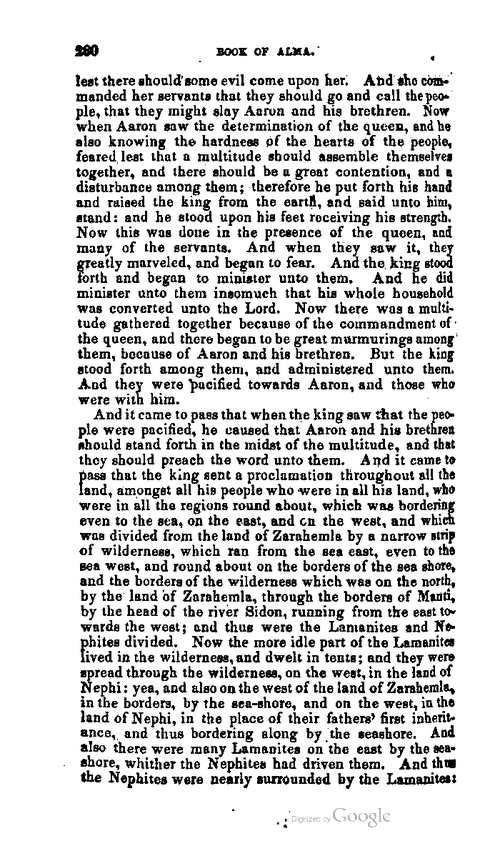 280 BOOK OF ALMA.
lest there should some evil come upon her. And she com-
manded her servants that they should go and call the peo-
ple, that they might slay Aaron and his brethren. Now
when Aaron saw the determination of the queen, and he
also knowing the hardness of the hearts of the people,
feared lest that a multitude should assemble themselves
together, and there should be a great contention, and a
disturbance among them; therefore he put forth his hand
and raised the king from the earth, and said unto him,
stand: and he stood upon his feet receiving his strength.
Now this was done in the presence of the queen, and
many of the servants. And when they saw it, they
greatly marveled, and began to fear. And the king stood
forth and began to minister unto them. And he did
minister unto them insomuch that his whole household
was converted unto the Lord. Now there was a multi-
tude gathered together because of the commandment of
the queen, and there began to be great murmurings among
them, because of Aaron and his brethren. But the king
stood forth among them, and administered unto them.
And they were pacified towards Aaron, and those who
were with him.
And it came to pass that when the king saw that the peo-
ple were pacified, he caused that Aaron and his brethren
should stand forth in the midst of the multitude, and that
they should preach the word unto them. And it came to
pass that the king sent a proclamation throughout all the
land, amongst all his people who were in all his land, who
were in all the regions round about, which was bordering
even to the sea, on the east, and on the west, and which
was divided from the land of Zarahemla by a narrow strip
of wilderness, which ran from the sea east, even to the
sea west, and round about on the borders of the sea shore,
and the borders of the wilderness which was on the north,
by the land of Zarahemla, through the borders of Manti,
by the head of the river Sidon, running from the east to-
wards the west; and thus were the Lamanites and Ne-
phites divided. Now the more idle part of the Lamanites
lived in the wilderness, and dwelt in tents; and they were
spread through the wilderness, on the west, in the land of
Nephi: yea, and also on the west of the land of Zarahemla,
in the borders, by the sea-shore, and on the west, in the
land of Nephi, in the place of their fathers' first inherit-
ance, and thus bordering along by the seashore. And
also there were many Lamanites on the east by the sea-
shore, whither the Nephites had driven them. And thus
the Nephites were nearly surrounded by the Lamanites:
Digitized by Google